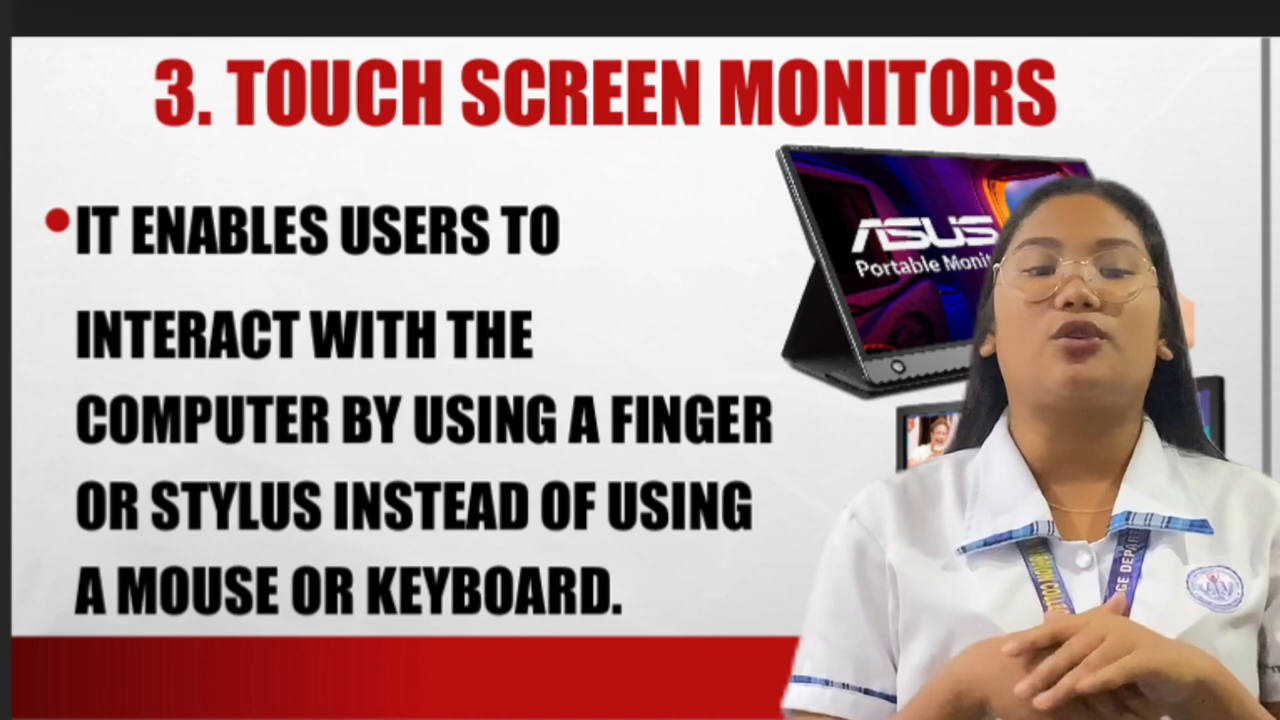 3. TOUCH SCREEN MONITORS
IT ENABLES USERS TO
INTERACT WITH THE
COMPUTER BY USING A FINGER
OR STYLUS INSTEAD OF USING
A MOUSE OR KEYBOARD.
ASUS
Portable